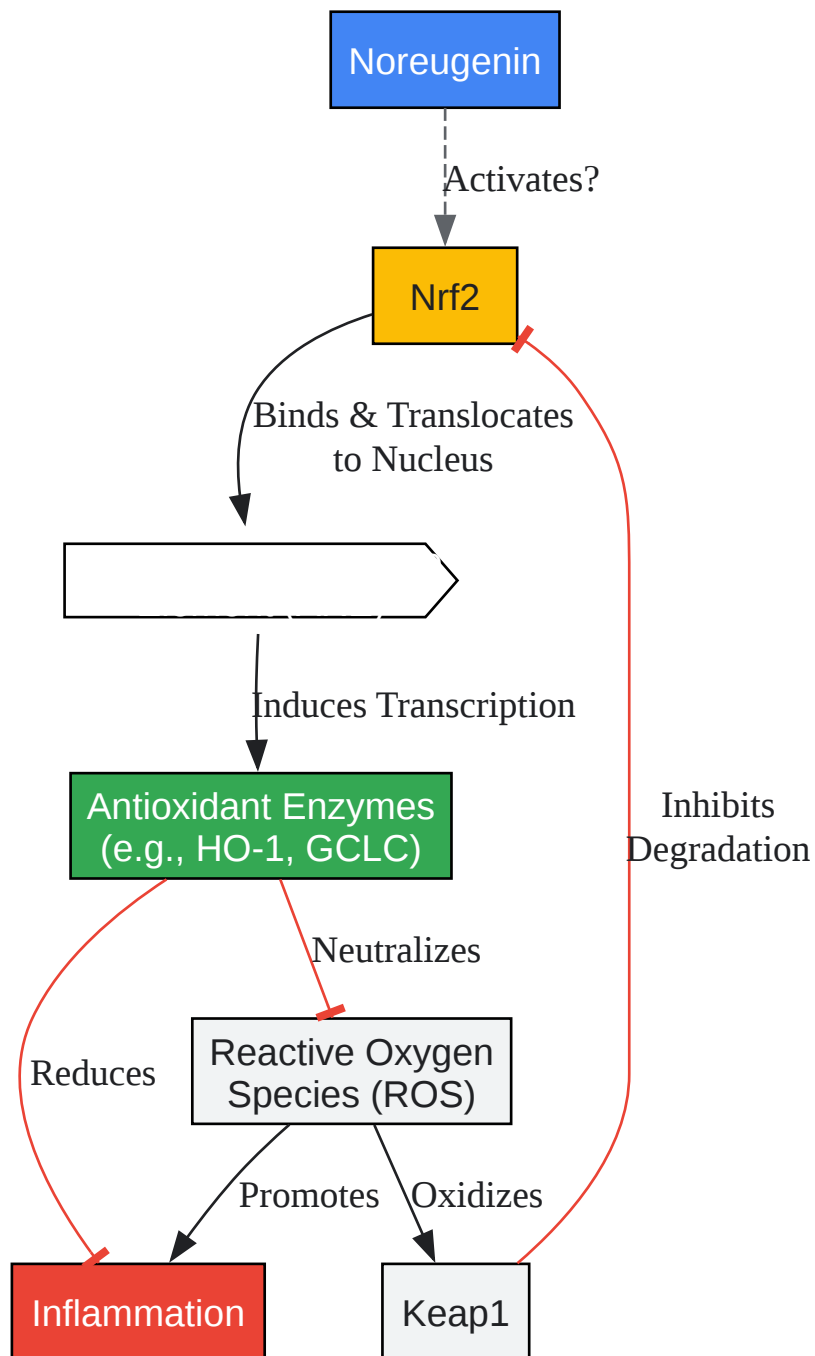 Noreugenin
Activates?
Nrf2
Binds & Translocates
to Nucleus
Induces Transcription
Antioxidant Enzymes
(e.g., HO-1, GCLC)
Inhibits
Degradation
Neutralizes
Reactive Oxygen
Species (ROS)
Reduces
Promotes
Oxidizes
Inflammation
Keap1